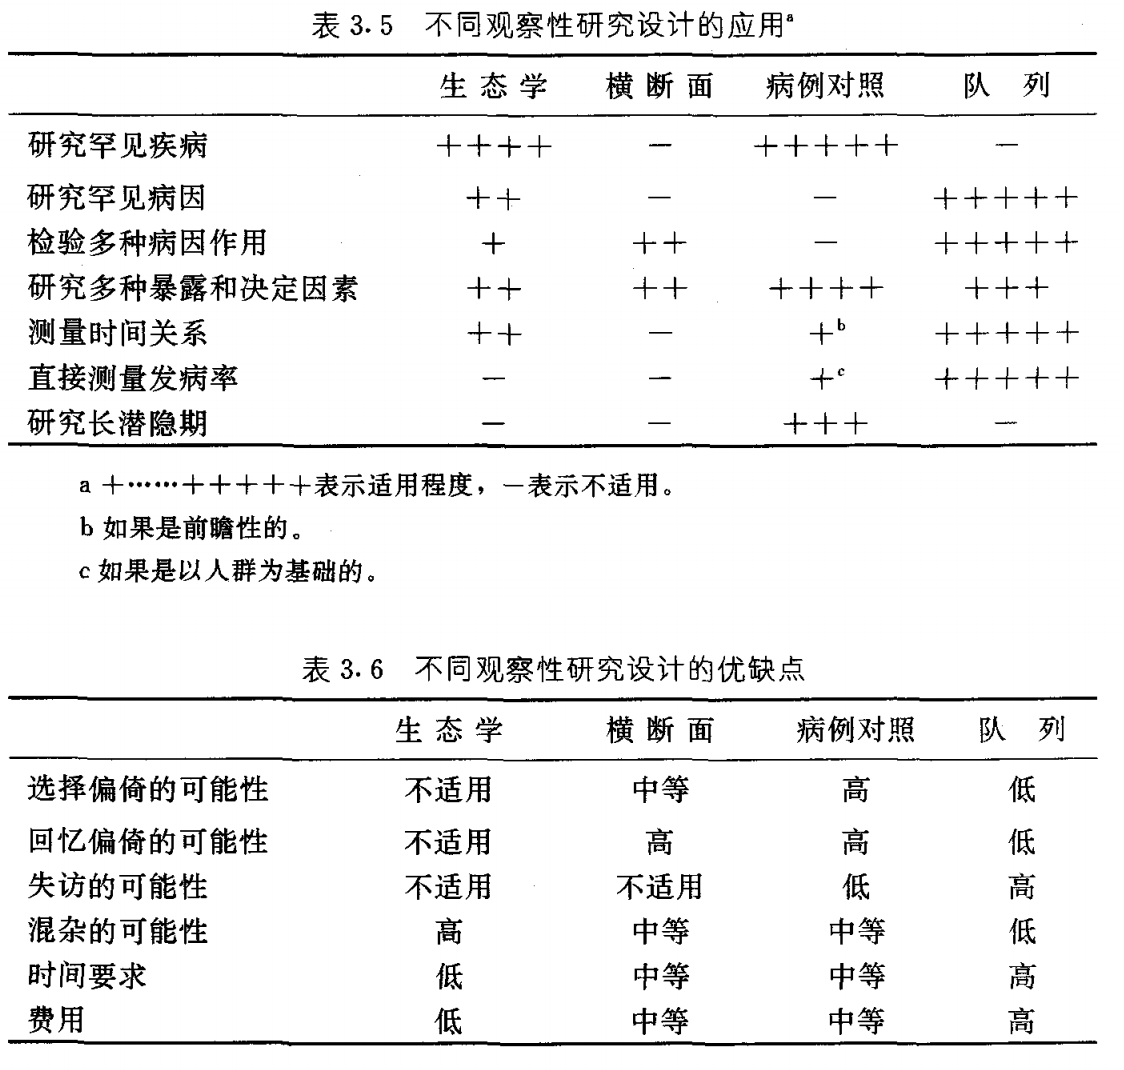 表 3.5 不同观察性研究设计的应用a
生态学 横断面 病例对照 队列
研究罕见疾病 ++++ － +++++ －
研究罕见病因 ++ － － +++++
检验多种病因作用 + ++ － +++++
研究多种暴露和决定因素 ++ ++ ++++ +++
测量时间关系 ++ － +b +++++
直接测量发病率 － － +c +++++
研究长潜隐期 － － +++ －
a +……+++++表示适用程度，－表示不适用。
b 如果是前瞻性的。
c 如果是以人群为基础的。
表 3.6 不同观察性研究设计的优缺点
生态学 横断面 病例对照 队列
选择偏倚的可能性 不适用 中等 高 低
回忆偏倚的可能性 不适用 高 高 低
失访的可能性 不适用 不适用 低 高
混杂的可能性 高 中等 中等 低
时间要求 低 中等 中等 高
费用 低 中等 中等 高